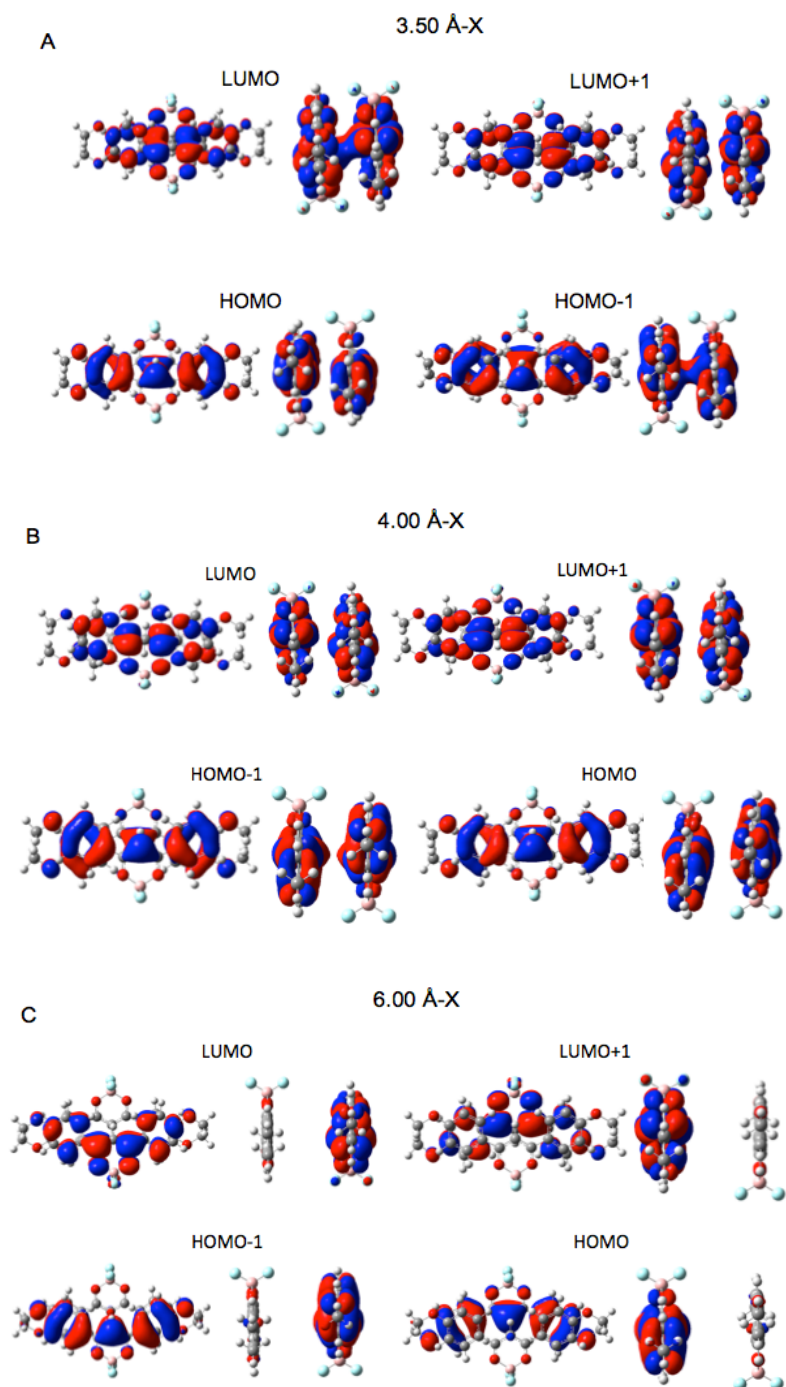 A
3.50 Å-X
LUMO
LUMO+1
HOMO
HOMO-1
B
4.00 Å-X
LUMO
LUMO+1
HOMO-1
HOMO
C
6.00 Å-X
LUMO
LUMO+1
HOMO-1
HOMO